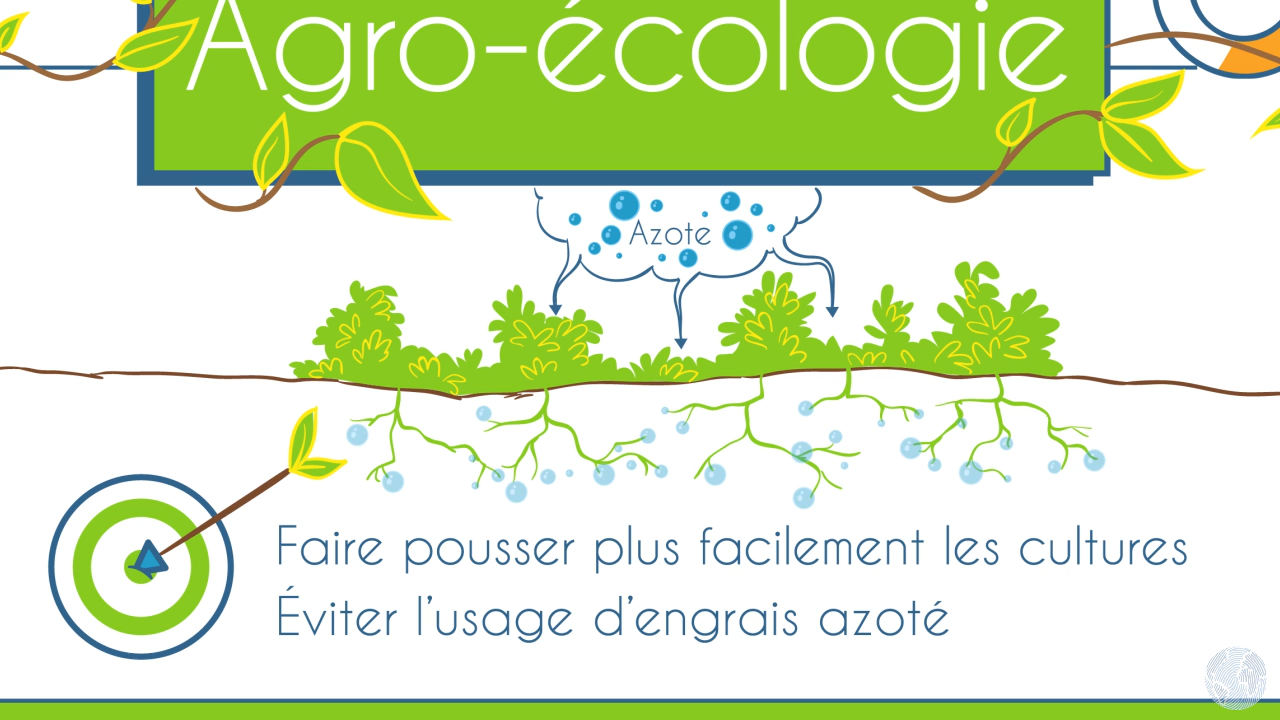 Agro-écologie
Azote
Faire pousser plus facilement les cultures
Éviter l'usage d'engrais azoté